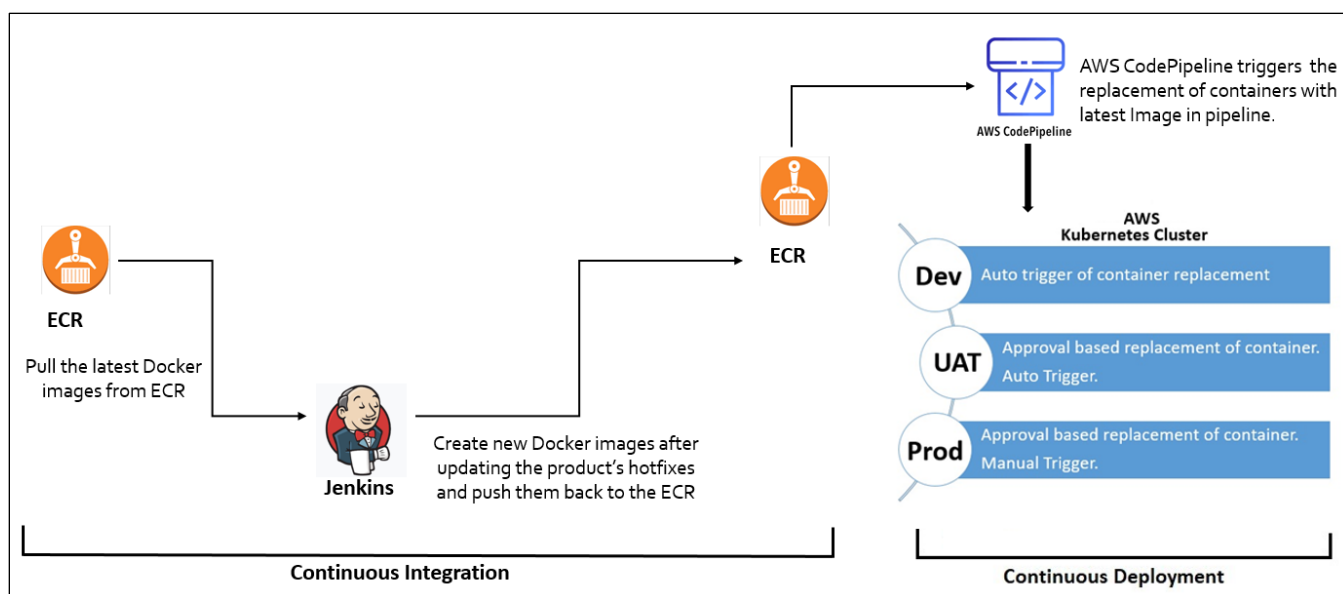 ECR
Pull the latest Docker
images from ECR
Jenkins
Create new Docker images after
updating the product's hotfixes
and push them back to the ECR
ECR
Continuous Integration
</>
AWS CodePipeline
AWS CodePipeline triggers the
replacement of containers with
latest Image in pipeline.
AWS
Kubernetes Cluster
Dev
Auto trigger of container replacement
UAT
Approval based replacement of container.
Auto Trigger.
Prod
Approval based replacement of container.
Manual Trigger.
Continuous Deployment